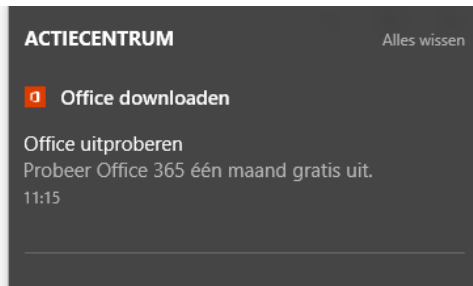 ACTIECENTRUM Alles wissen
Office downloaden
Office uitproberen
Probeer Office 365 één maand gratis uit.
11:15